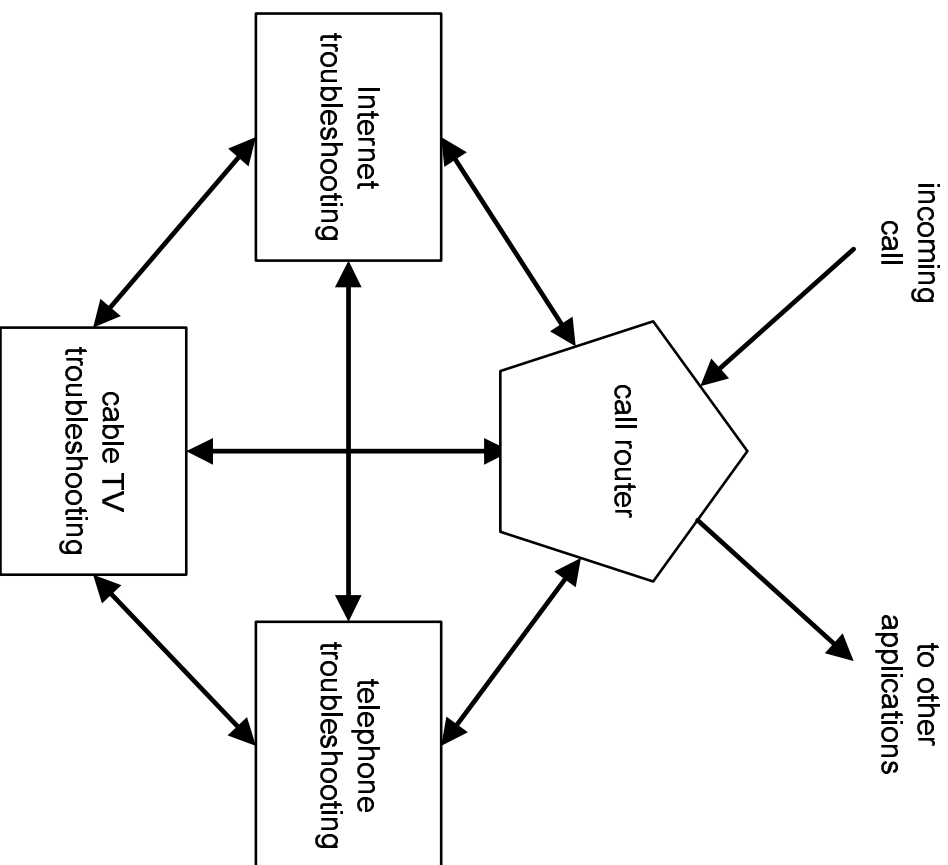 incoming
call
to other
applications
call router
Internet
troubleshooting
telephone
troubleshooting
cable TV
troubleshooting